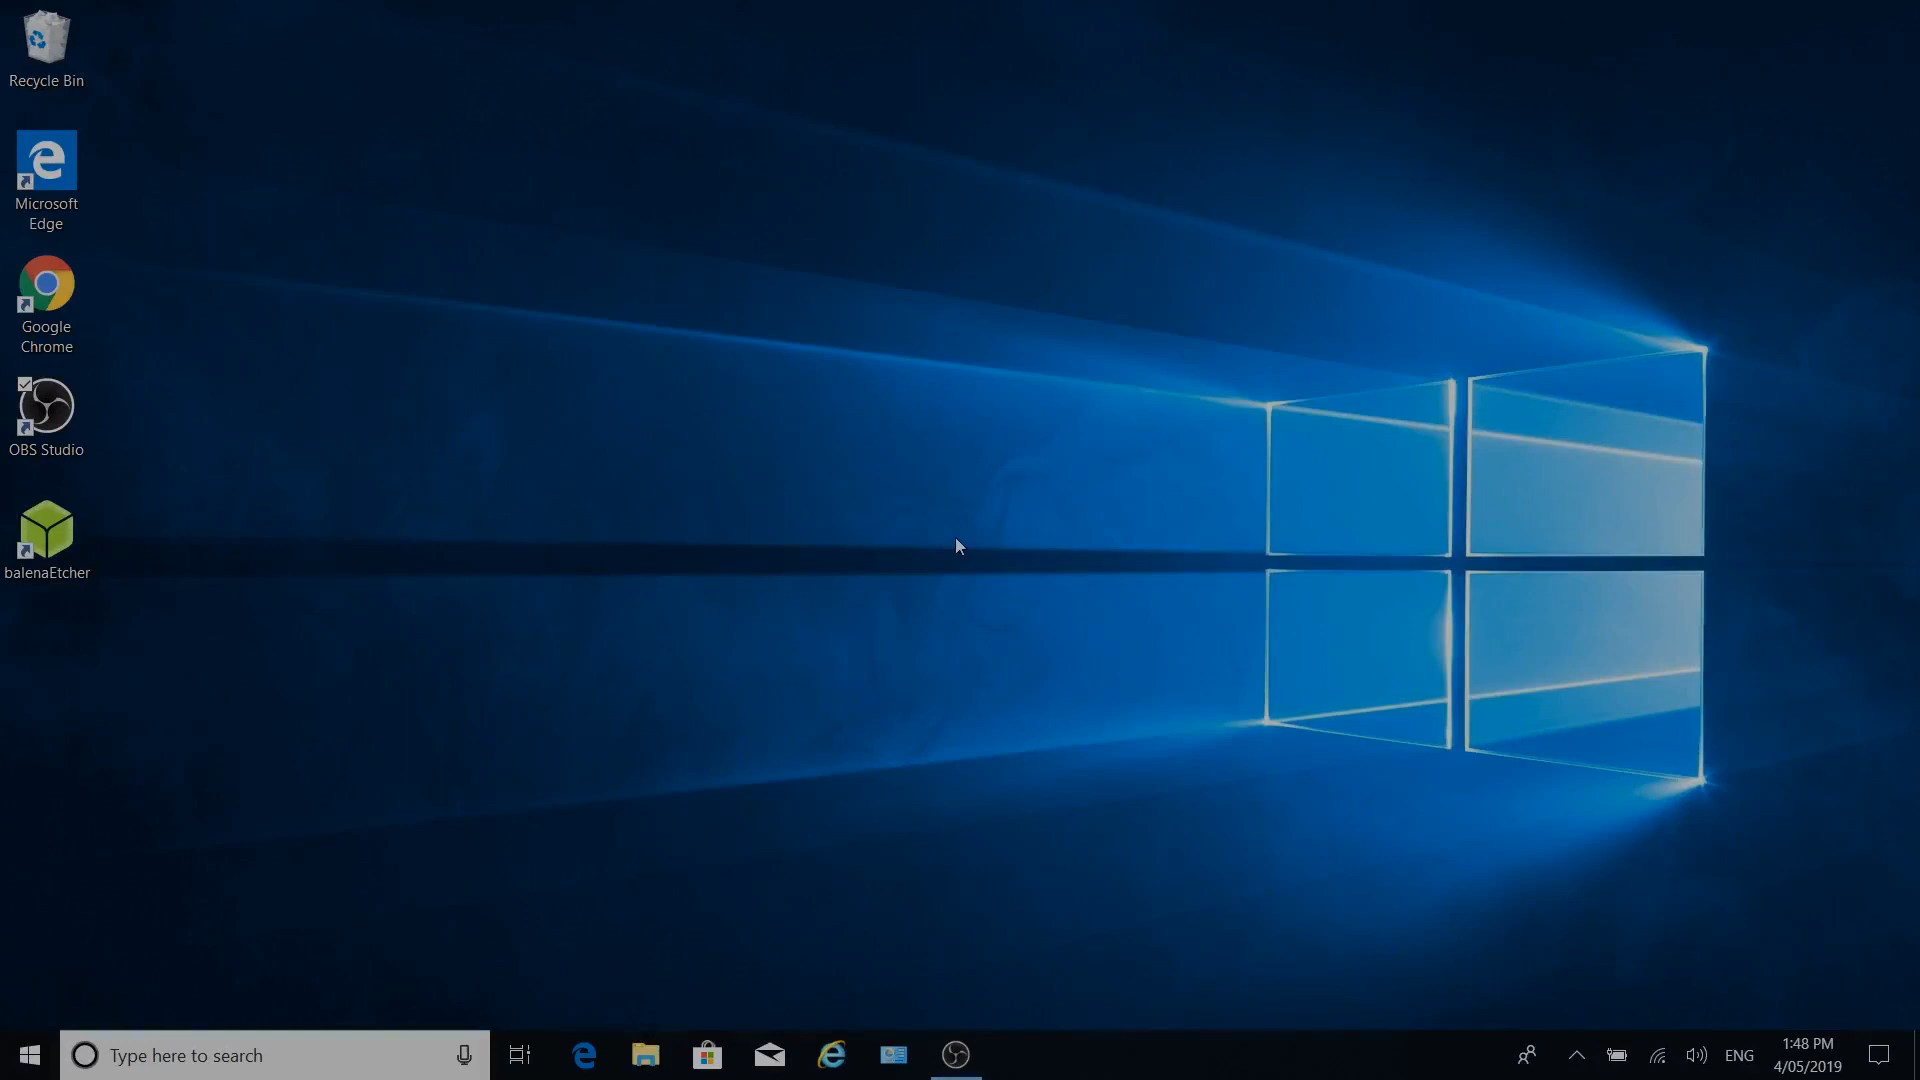 Recycle Bin
Microsoft
Edge
Google
Chrome
OBS Studio
balenaEtcher
Type here to search
ENG
1:48 PM
4/05/2019